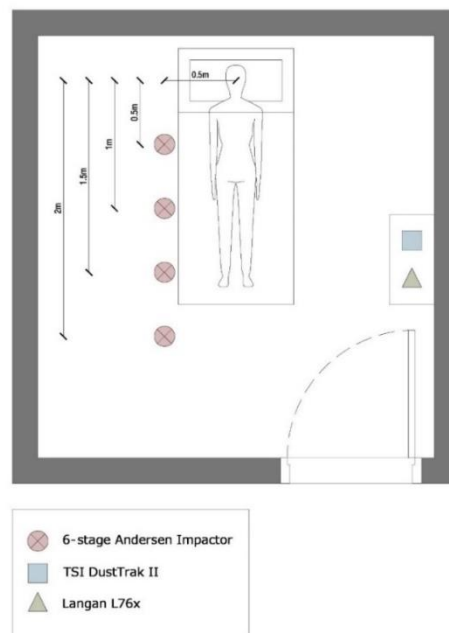 0.5m
0.5m
1m
1.5m
2m
6-stage Andersen Impactor
TSI DustTrak II
Langan L76x